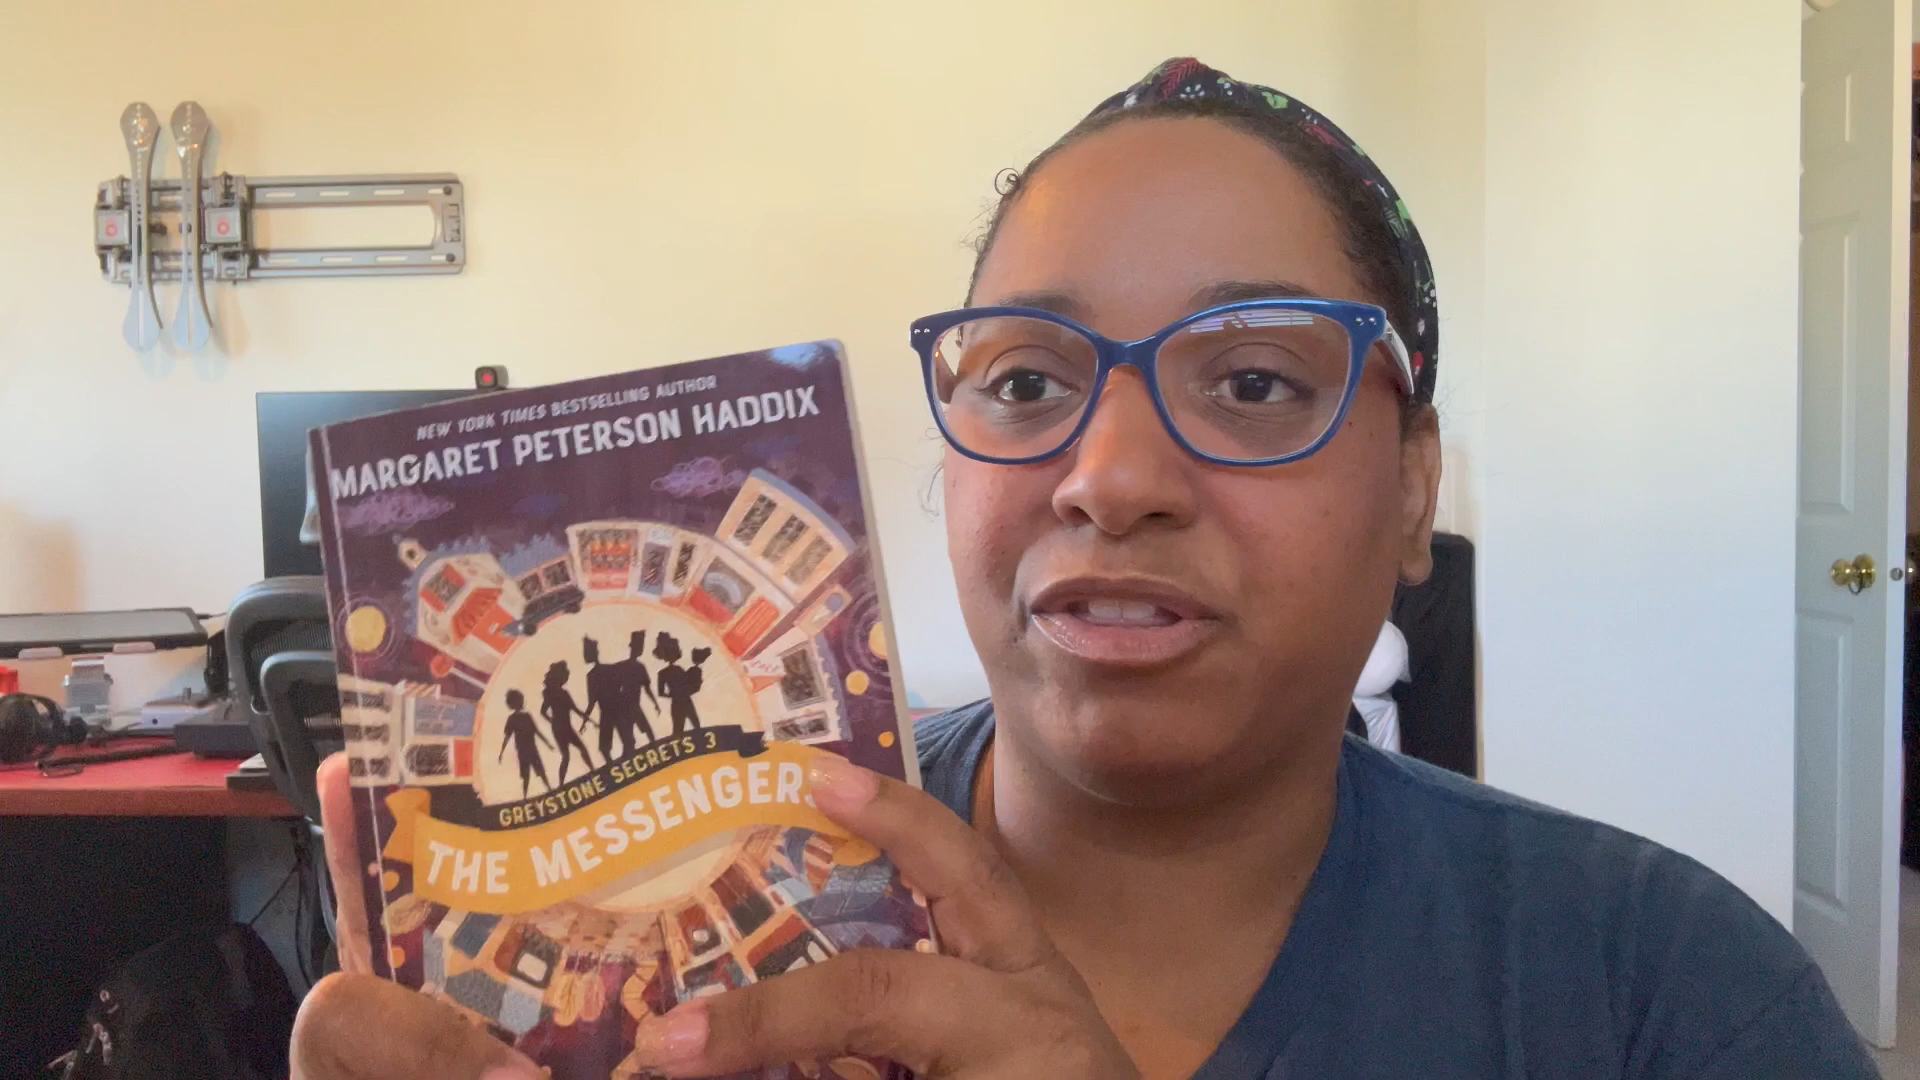 NEW YORK TIMES BESTSELLING AUTHOR
MARGARET PETERSON HADDIX
GREYSTONE SECRETS 3
THE MESSENGERS